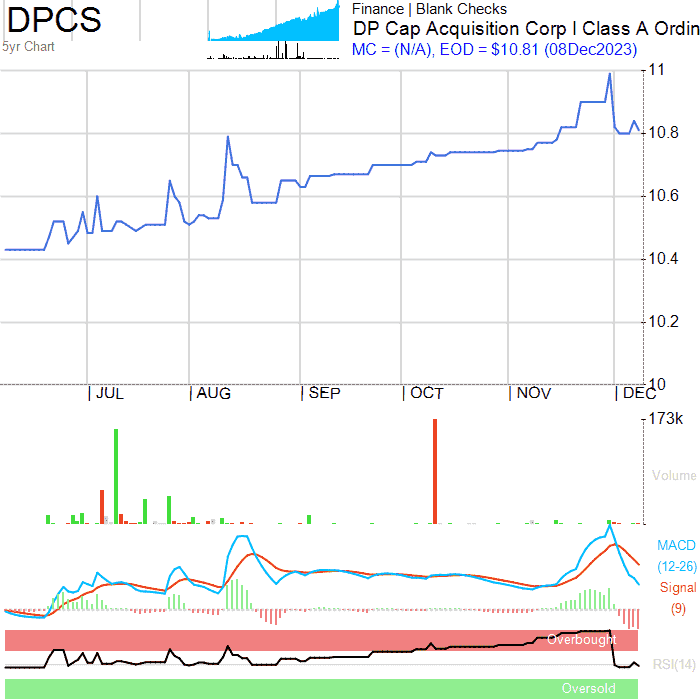 DPCS
5yr Chart
Finance | Blank Checks
DP Cap Acquisition Corp I Class A Ordin
MC = (N/A), EOD = $10.81 (08Dec2023)
11
10.8
10.6
10.4
10.2
10
JUL AUG SEP OCT NOV DEC
173k
Volume
MACD
(12-26)
Signal
(9)
Overbought
RSI(14)
Oversold